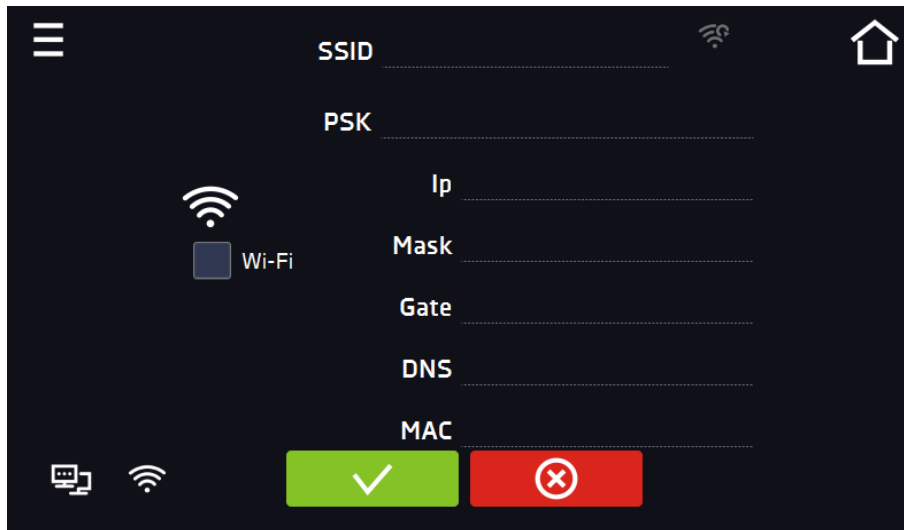 SSID
PSK
Ip
Wi-Fi
Mask
Gate
DNS
MAC